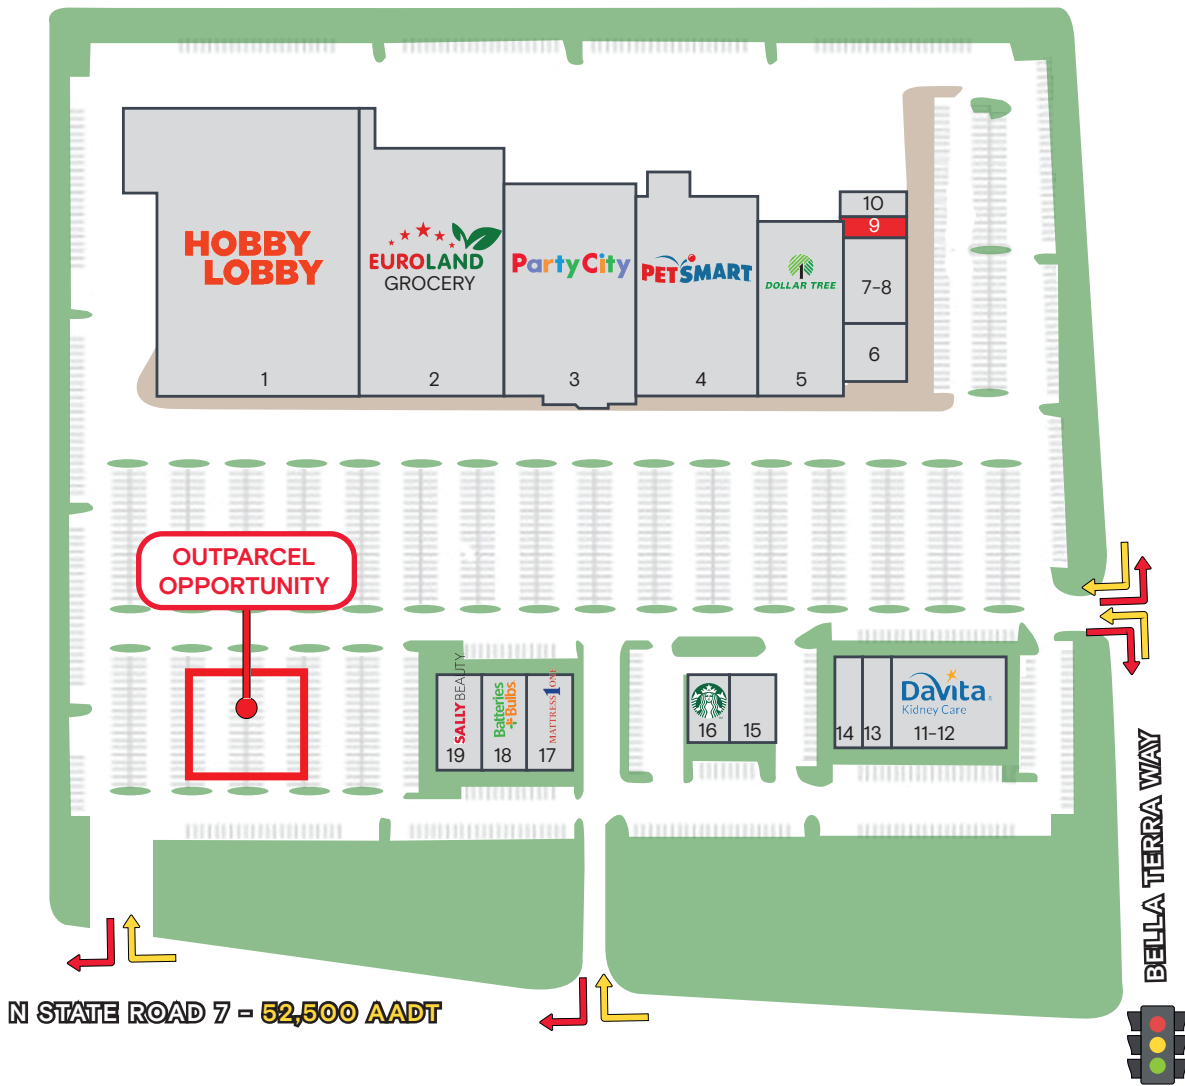 HOBBY
LOBBY
1
EUROLAND
GROCERY
2
Party City
3
PETSMART
4
DOLLAR TREE
5
10
9
7-8
6
OUTPARCEL
OPPORTUNITY
SALLY BEAUTY
19
Batteries
+Bulbs
18
MATTRESS 1 ONE
17
16
15
14
13
DaVita
Kidney Care
11-12
BELLA TERRA WAY
N STATE ROAD 7 - 52,500 AADT